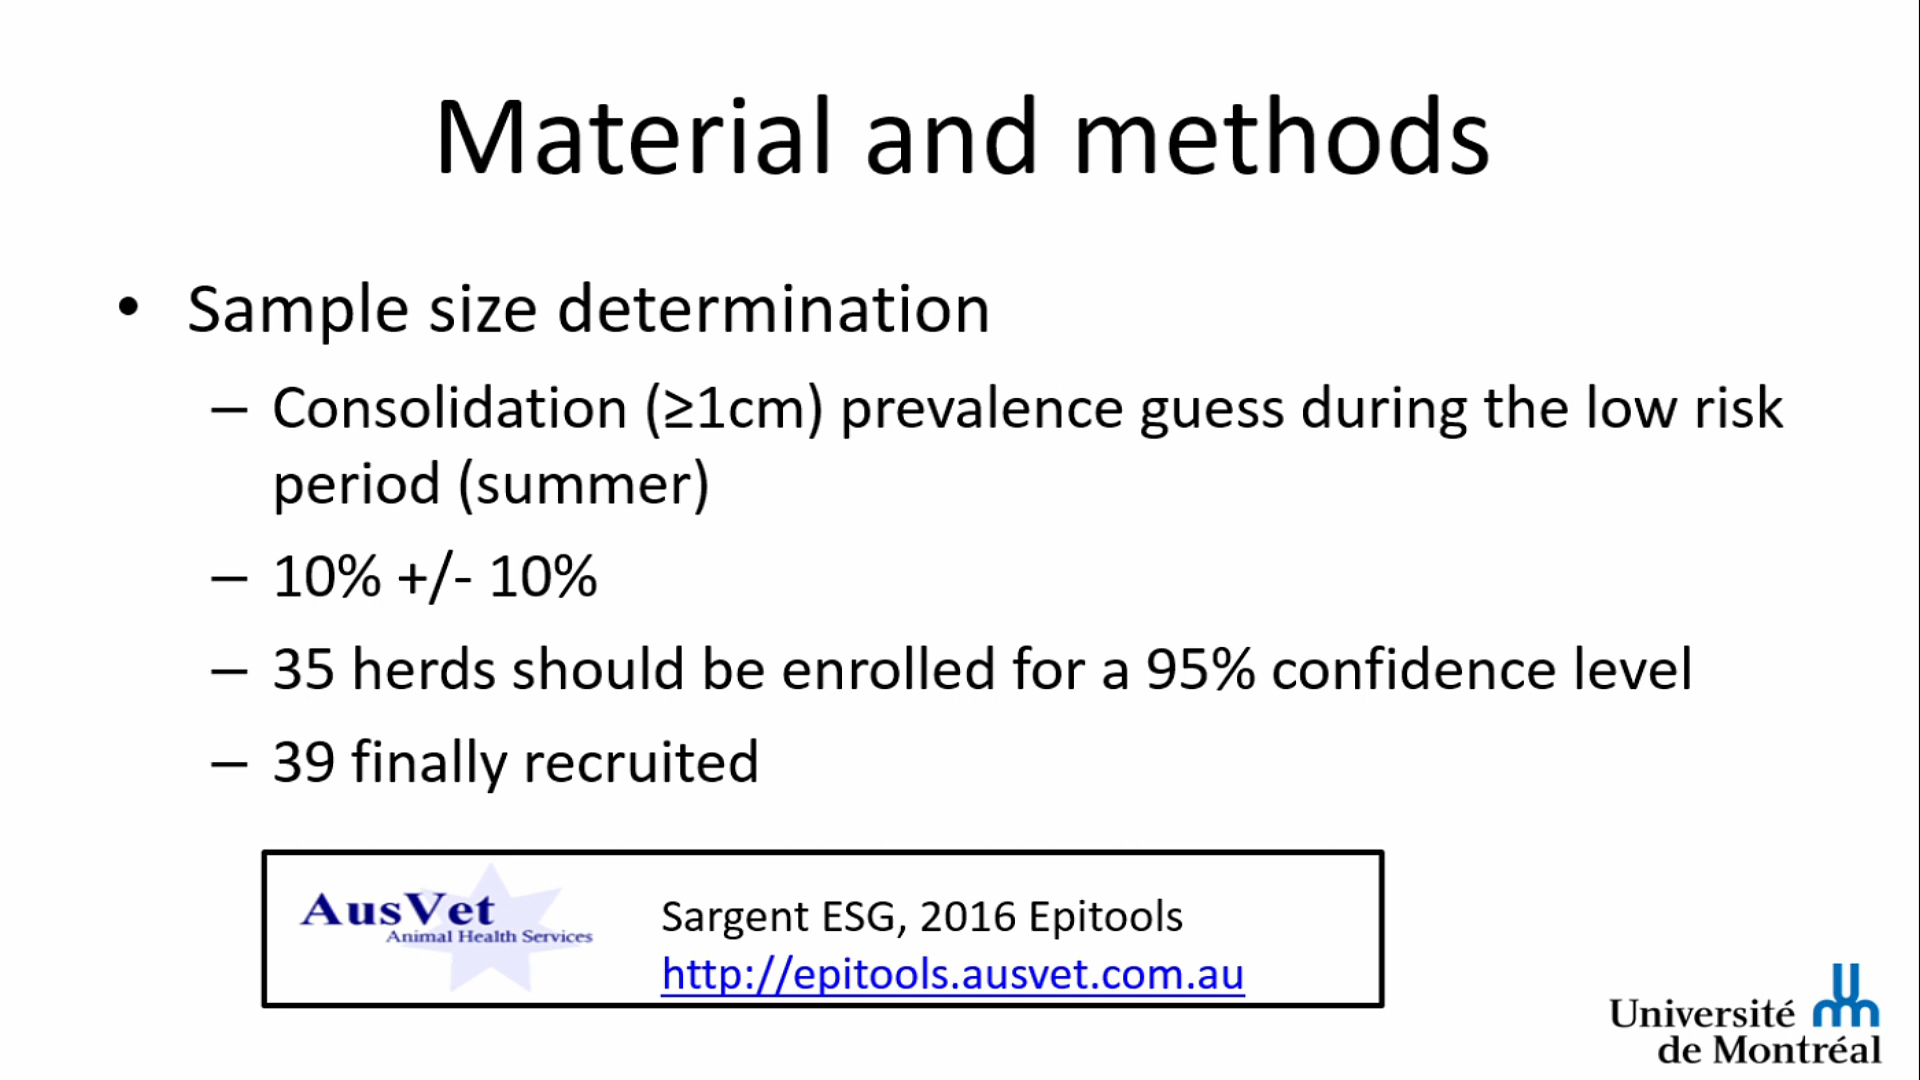 Material and methods
• Sample size determination
– Consolidation (≥1cm) prevalence guess during the low risk
period (summer)
– 10% +/- 10%
– 35 herds should be enrolled for a 95% confidence level
– 39 finally recruited
AusVet
Animal Health Services
Sargent ESG, 2016 Epitools
http://epitools.ausvet.com.au
Université
de Montréal